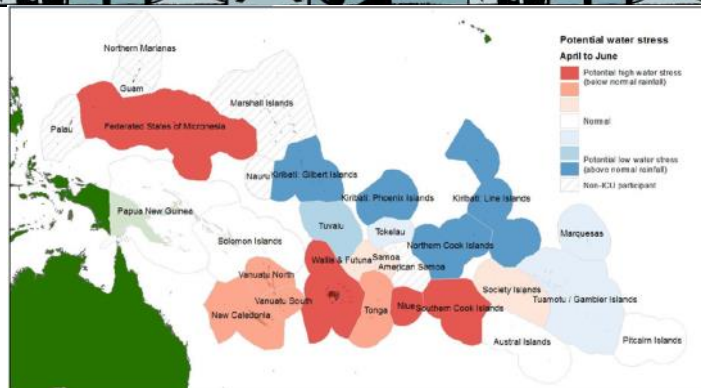 Potential water stress
April to June
Potential high water stress
(below normal rainfall)
Normal
Potential low water stress
(above normal rainfall)
Non-ICU participant
Northern Marianas
Guam
Marshall Islands
Palau
Federated States of Micronesia
Nauru
Kiribati: Gilbert Islands
Kiribati: Phoenix Islands
Kiribati: Line Islands
Papua New Guinea
Solomon Islands
Tuvalu
Tokelau
Northern Cook Islands
Marquesas
Wallis & Futuna
Samoa
American Samoa
Vanuatu North
Vanuatu South
New Caledonia
Tonga
Niue
Southern Cook Islands
Society Islands
Tuamotu / Gambier Islands
Austral Islands
Pitcairn Islands